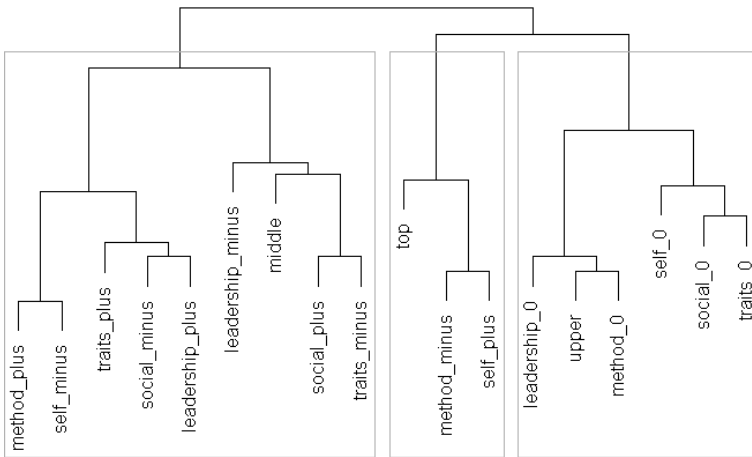 method_plus
self_minus
traits_plus
social_minus
leadership_plus
leadership_minus
middle
social_plus
traits_minus
top
method_minus
self_plus
leadership_0
upper
method_0
self_0
social_0
traits_0